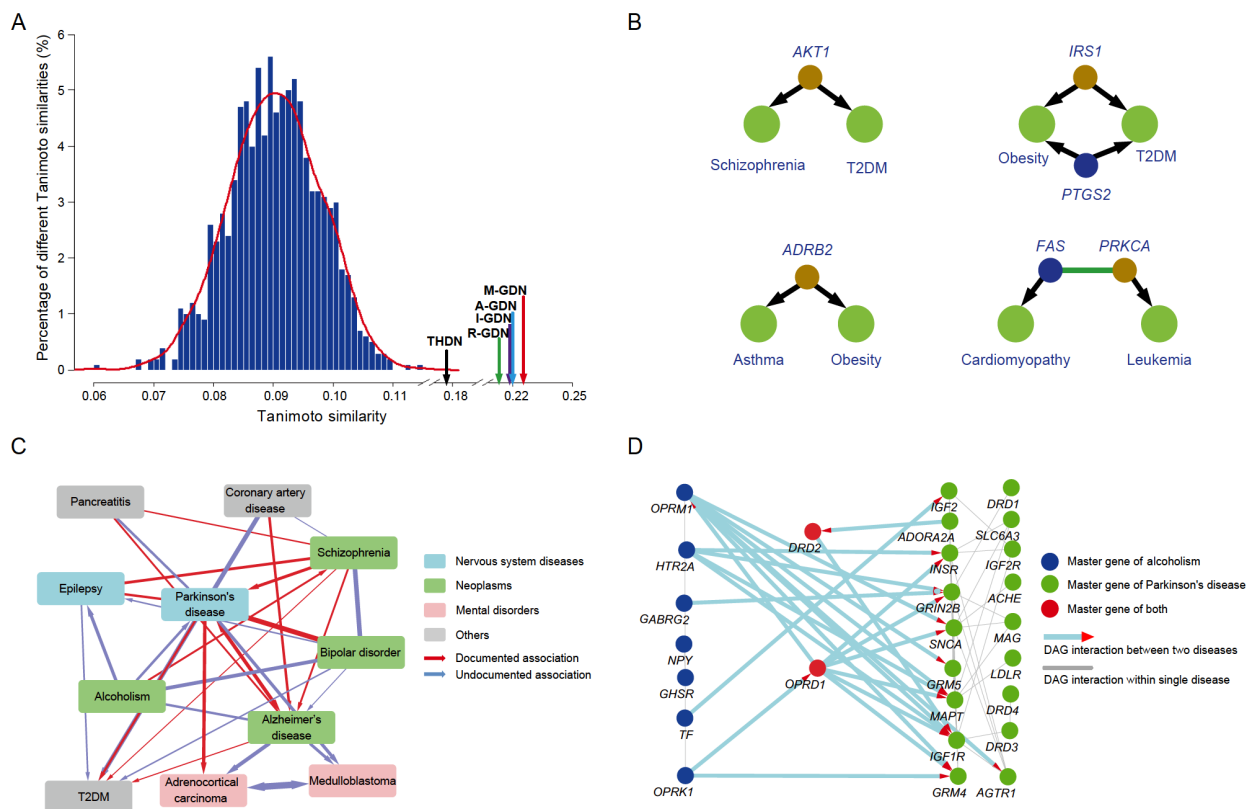 A
Percentage of different Tanimoto similarities (%)
6
5
4
3
2
1
0
0.06
0.07
0.08
0.09
0.10
0.11
0.18
0.22
0.25
Tanimoto similarity
THDN
R-GDN
I-GDN
A-GDN
M-GDN
B
AKT1
Schizophrenia
T2DM
IRS1
Obesity
T2DM
PTGS2
ADRB2
Asthma
Obesity
FAS
PRKCA
Cardiomyopathy
Leukemia
C
Pancreatitis
Coronary artery
disease
Schizophrenia
Epilepsy
Parkinson's
disease
Bipolar disorder
Alcoholism
Alzheimer's
disease
T2DM
Adrenocortical
carcinoma
Medulloblastoma
Nervous system diseases
Neoplasms
Mental disorders
Others
Documented association
Undocumented association
D
OPRM1
HTR2A
GABRG2
NPY
GHSR
TF
OPRK1
DRD2
OPRD1
IGF2
ADORA2A
INSR
GRIN2B
SNCA
GRM5
MAPT
IGF1R
GRM4
DRD1
SLC6A3
IGF2R
ACHE
MAG
LDLR
DRD4
DRD3
AGTR1
Master gene of alcoholism
Master gene of Parkinson's disease
Master gene of both
DAG interaction between two diseases
DAG interaction within single disease